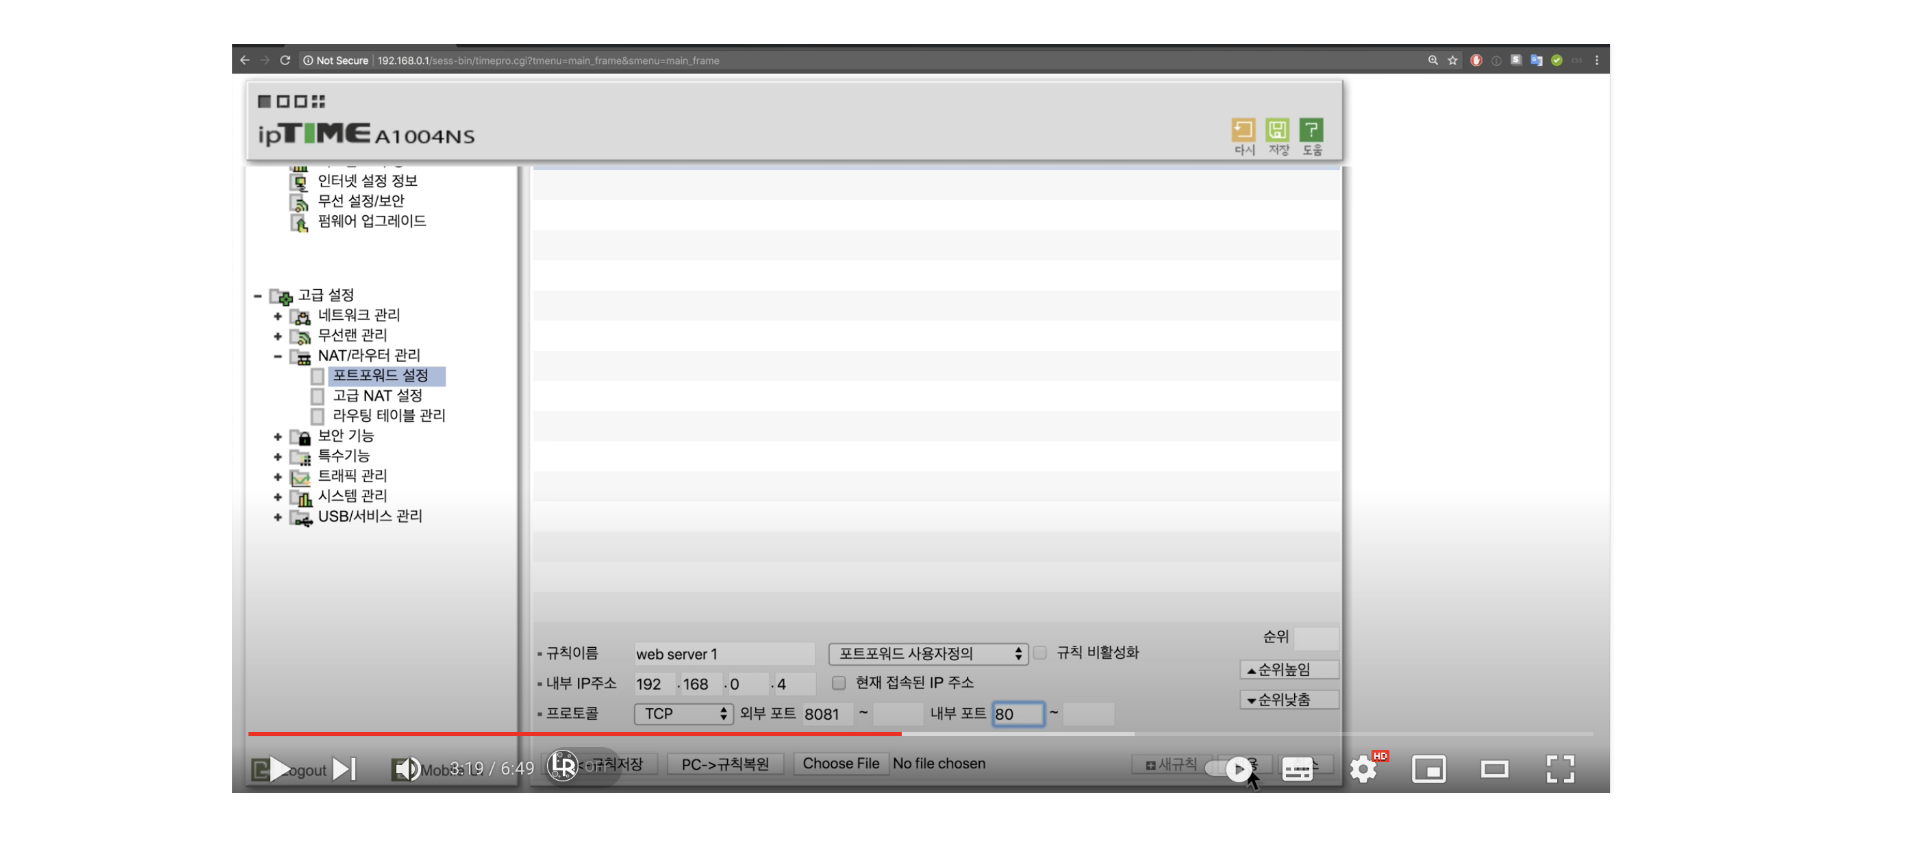 Not Secure | 192.168.0.1/sess-bin/timepro.cgi?tmenu=main_frame&smenu=main_frame
ipTIME A1004NS
다시 저장 도움
인터넷 설정 정보
무선 설정/보안
펌웨어 업그레이드
고급 설정
네트워크 관리
무선랜 관리
NAT/라우터 관리
포트포워드 설정
고급 NAT 설정
라우팅 테이블 관리
보안 기능
특수기능
트래픽 관리
시스템 관리
USB/서비스 관리
순위
규칙이름 web server 1 포트포워드 사용자정의 규칙 비활성화
순위높임
내부 IP주소 192 . 168 . 0 . 4 현재 접속된 IP 주소
순위낮춤
프로토콜 TCP 외부 포트 8081 ~ 내부 포트 80 ~
Logout 3:19 / 6:49 규칙저장 PC->규칙복원 Choose File No file chosen 새규칙 HD